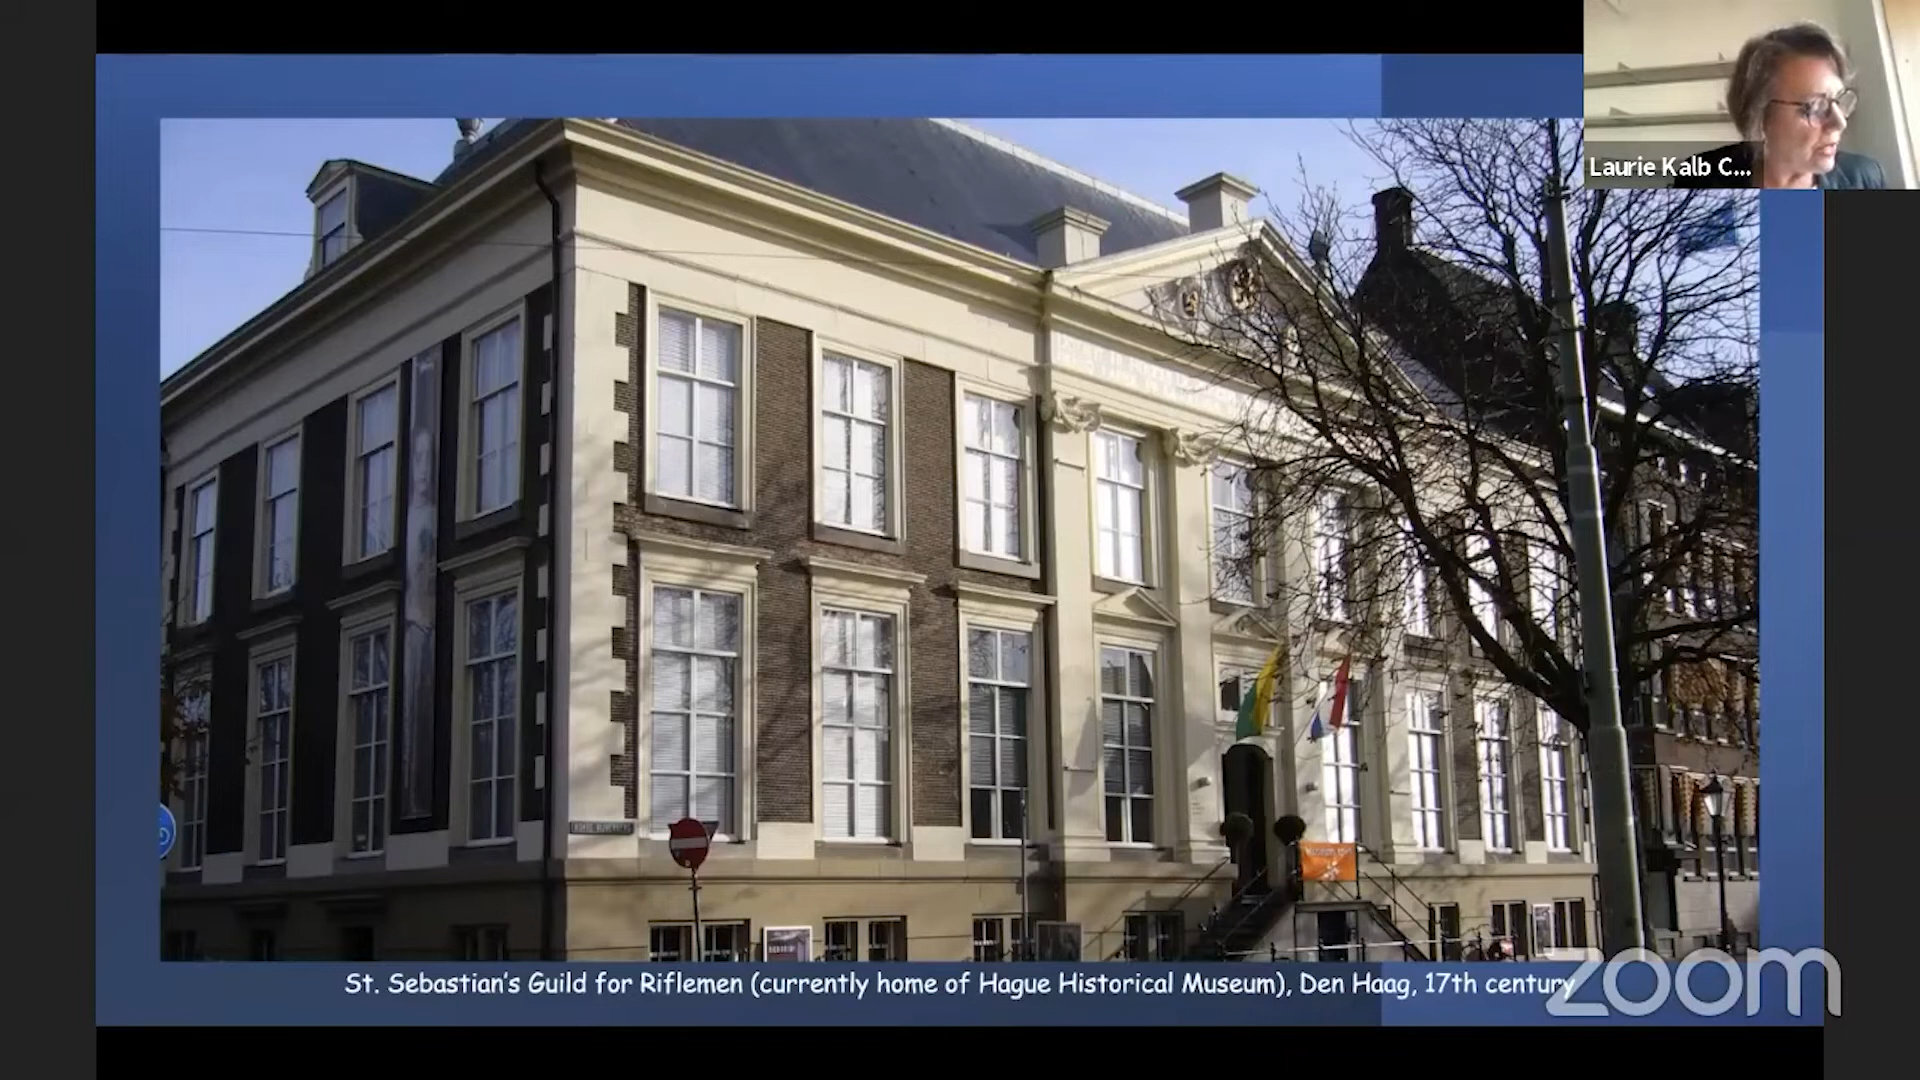 Laurie Kalb C...
St. Sebastian's Guild for Riflemen (currently home of Hague Historical Museum), Den Haag, 17th century
zoom